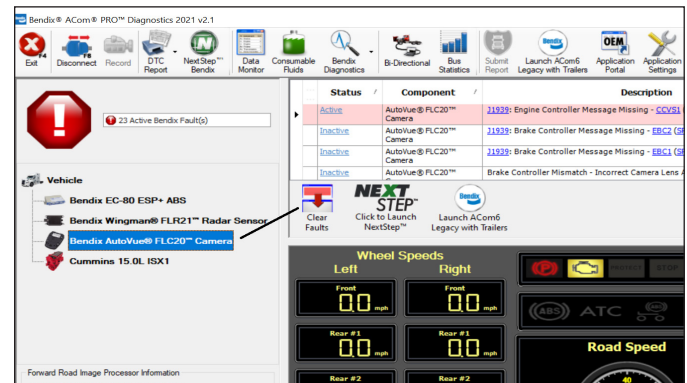 Bendix® ACom® PRO™ Diagnostics 2021 v2.1
F4
Exit
Disconnect
F8
Record
DTC
Report
NextStep™
Bendix
Data
Monitor
Consumable
Fluids
Bendix
Diagnostics
Bi-Directional
Bus
Statistics
Submit
Report
Bendix
Launch ACom6
Legacy with Trailers
OEM
Application
Portal
Application
Settings
23 Active Bendix Fault(s)
Vehicle
Bendix EC-80 ESP+ ABS
Bendix Wingman® FLR21™ Radar Sensor
Bendix AutoVue® FLC20™ Camera
Cummins 15.0L ISX1
Forward Road Image Processor Information
Status / Component / Description
Active AutoVue® FLC20™ Camera J1939: Engine Controller Message Missing - CCVS1
Inactive AutoVue® FLC20™ Camera J1939: Brake Controller Message Missing - EBC2 (
Inactive AutoVue® FLC20™ Camera J1939: Brake Controller Message Missing - EBC1 (
Inactive AutoVue® FLC20™ Brake Controller Mismatch - Incorrect Camera Lens
Clear
Faults
NEXT
STEP™
Click to Launch
NextStep™
Bendix
Launch ACom6
Legacy with Trailers
Wheel Speeds
Left Right
Front
0.0 mph
Front
0.0 mph
Rear #1
0.0 mph
Rear #1
0.0 mph
Rear #2
Rear #2
STOP
ABS
ATC
Road Speed
40